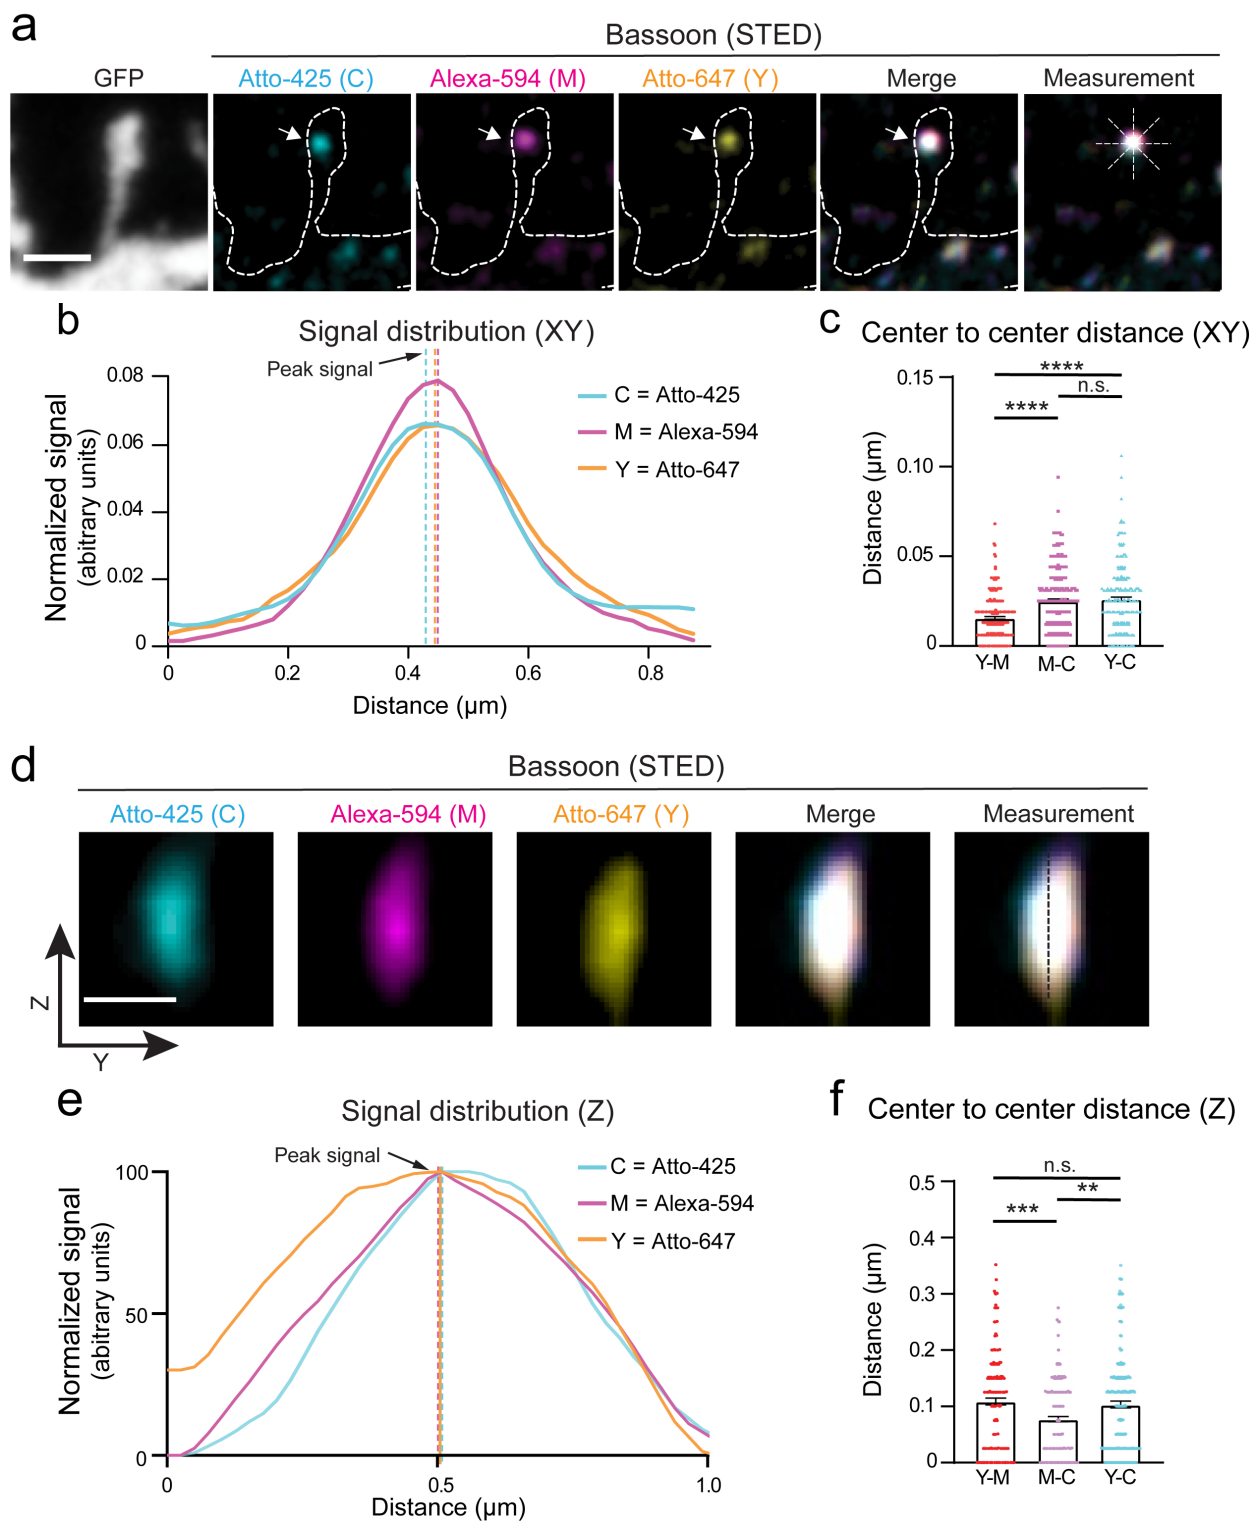 a
Bassoon (STED)
GFP Atto-425 (C) Alexa-594 (M) Atto-647 (Y) Merge Measurement
b
Signal distribution (XY)
Peak signal
Normalized signal
(abitrary units)
0.08
0.06
0.04
0.02
0
C = Atto-425
M = Alexa-594
Y = Atto-647
0 0.2 0.4 0.6 0.8
Distance (µm)
c
Center to center distance (XY)
Distance (µm)
0.15
0.10
0.05
0
****
n.s.
****
Y-M M-C Y-C
d
Bassoon (STED)
Atto-425 (C) Alexa-594 (M) Atto-647 (Y) Merge Measurement
Z
Y
e
Signal distribution (Z)
Peak signal
Normalized signal
(abitrary units)
100
50
0
C = Atto-425
M = Alexa-594
Y = Atto-647
0 0.5 1.0
Distance (µm)
f
Center to center distance (Z)
Distance (µm)
0.5
0.4
0.3
0.2
0.1
0
n.s.
**
***
Y-M M-C Y-C